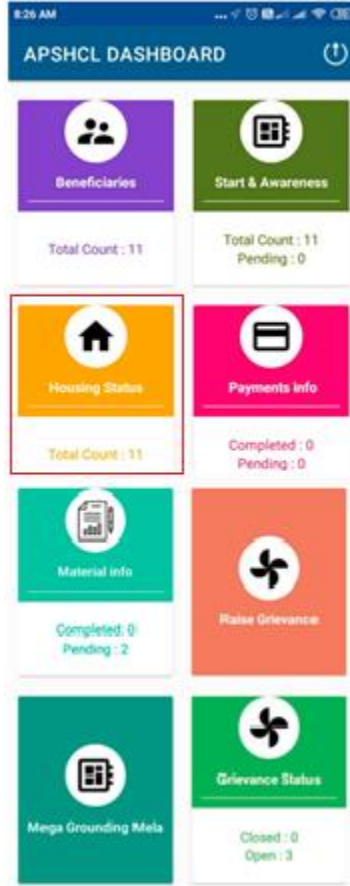 8:26 AM
APSHCL DASHBOARD
Beneficiaries
Start & Awareness
Total Count : 11
Total Count : 11
Pending : 0
Housing Status
Payments info
Total Count : 11
Completed : 0
Pending : 0
Material info
Raise Grievance
Completed: 0
Pending : 2
Mega Grounding Mela
Grievance Status
Closed : 0
Open : 3